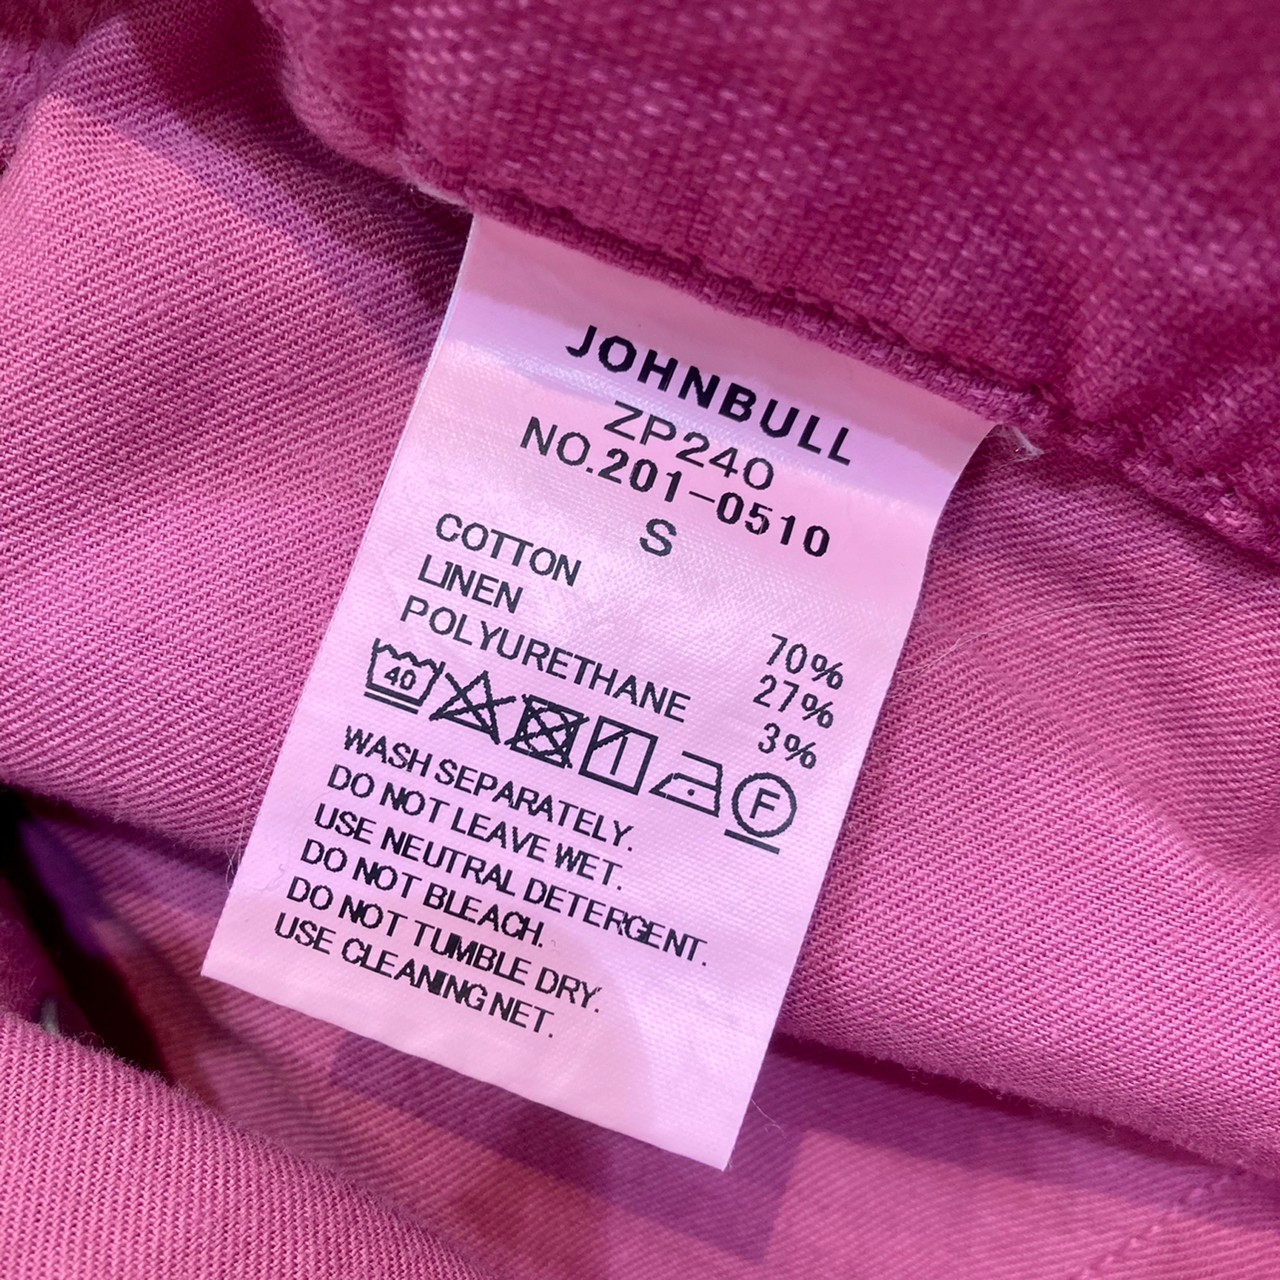 JOHNBULL
ZP240
NO.201-0510
S
COTTON 70%
LINEN 27%
POLYURETHANE 3%
40 F
WASH SEPARATELY.
DO NOT LEAVE WET.
USE NEUTRAL DETERGENT.
DO NOT BLEACH.
DO NOT TUMBLE DRY.
USE CLEANING NET.